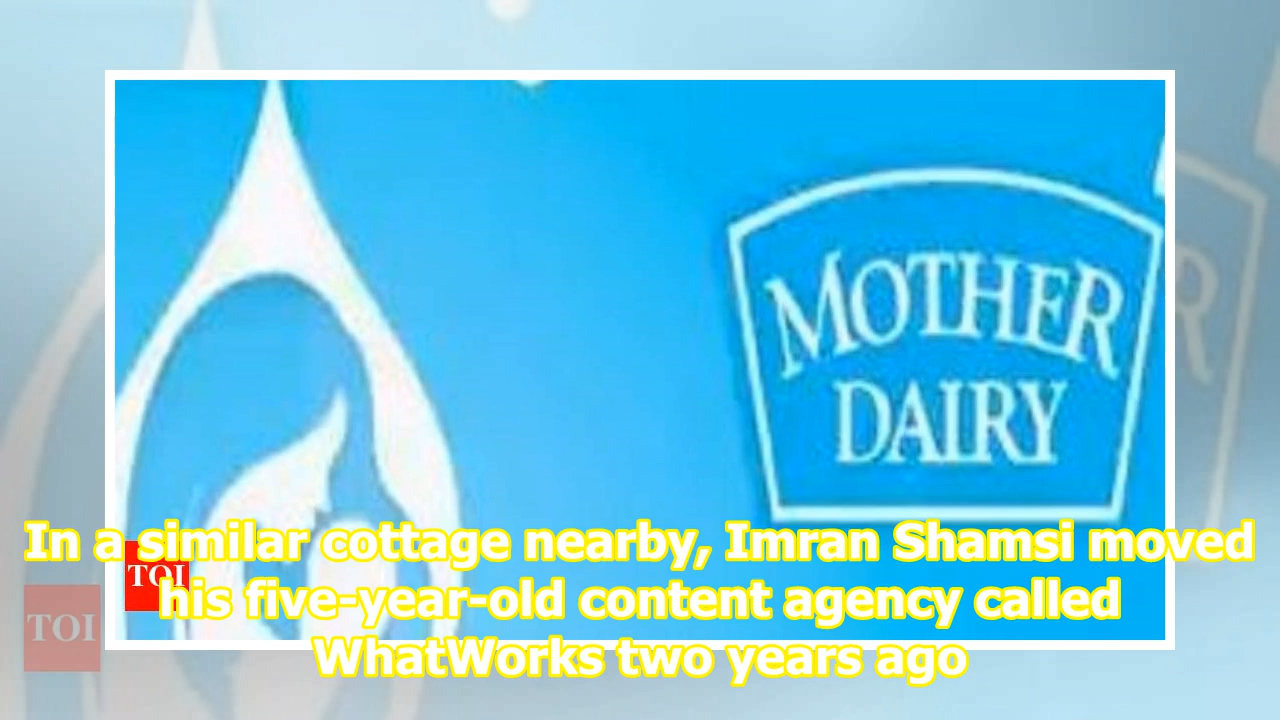 MOTHER
DAIRY
In a similar cottage nearby, Imran Shamsi moved
TOI
his five-year-old content agency called
TOI
WhatWorks two years ago